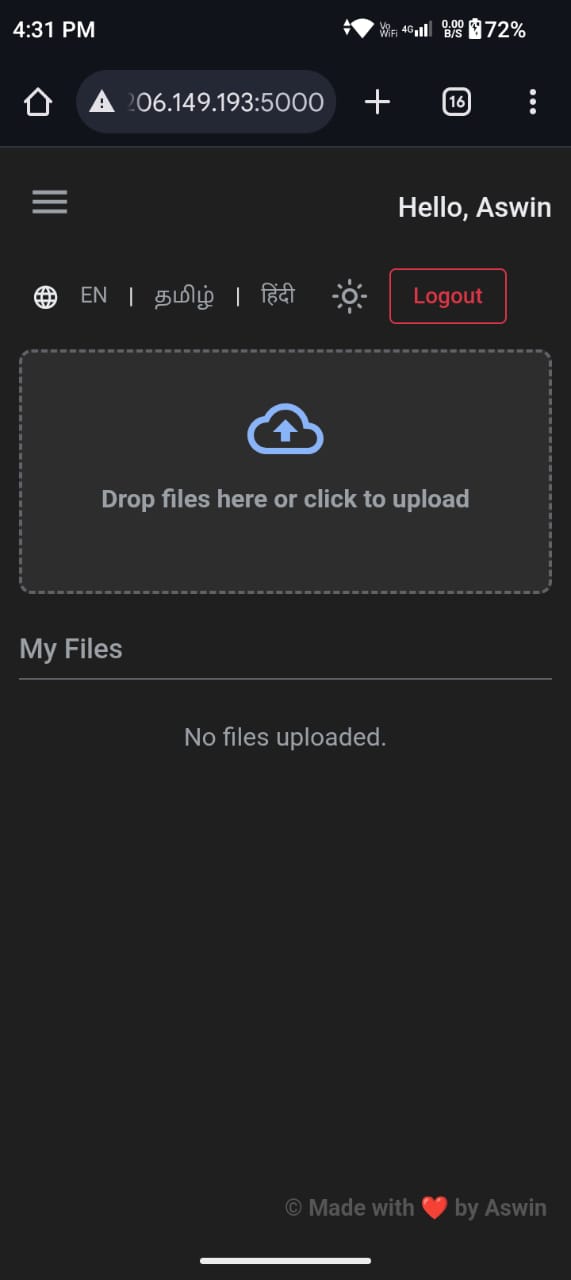 4:31 PM
Vo
WiFi
4G
0.00
B/S
72%
206.149.193:5000
16
Hello, Aswin
EN | தமிழ் | हिंदी
Logout
Drop files here or click to upload
My Files
No files uploaded.
© Made with ❤️ by Aswin